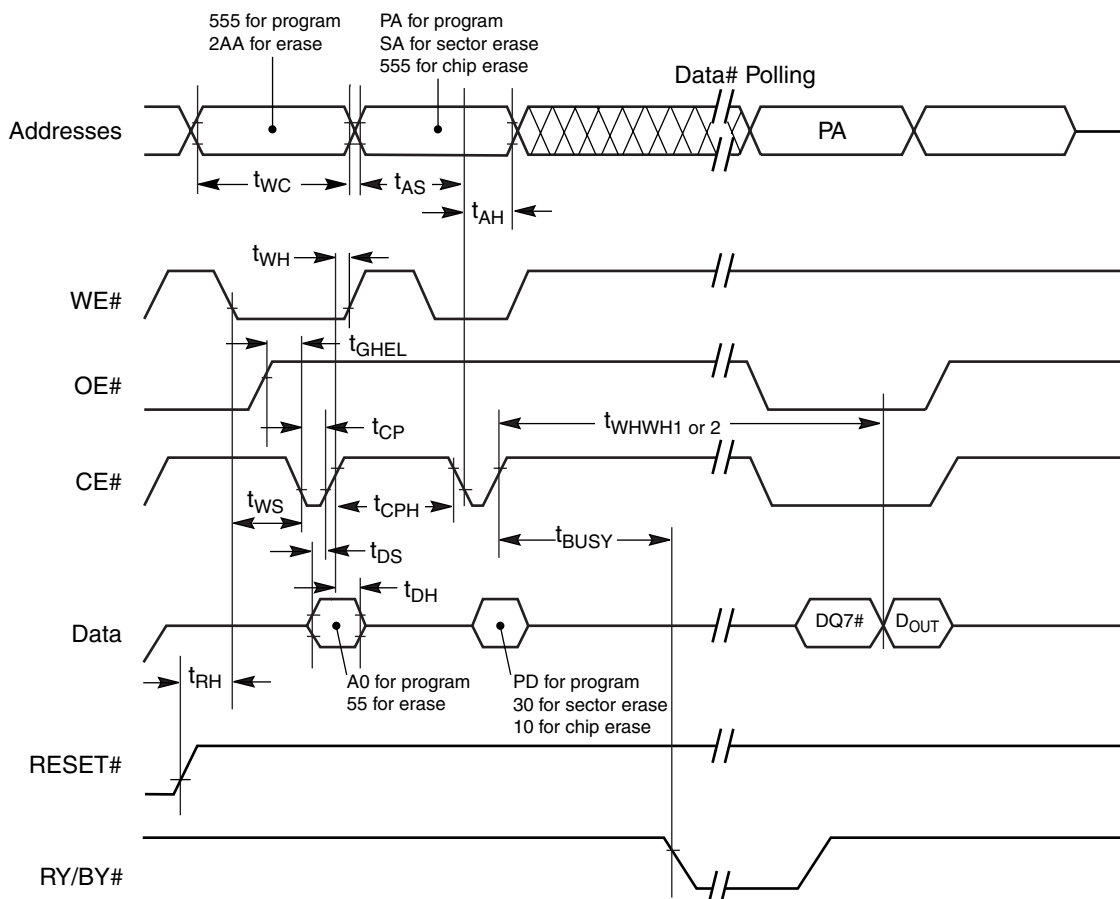 555 for program
2AA for erase
PA for program
SA for sector erase
555 for chip erase
Data# Polling
Addresses
PA
tWC
tAS
tAH
tWH
WE#
tGHEL
OE#
tWHWH1 or 2
tCP
CE#
tWS
tCPH
tBUSY
tDS
tDH
Data
DQ7#
DOUT
tRH
A0 for program
55 for erase
PD for program
30 for sector erase
10 for chip erase
RESET#
RY/BY#